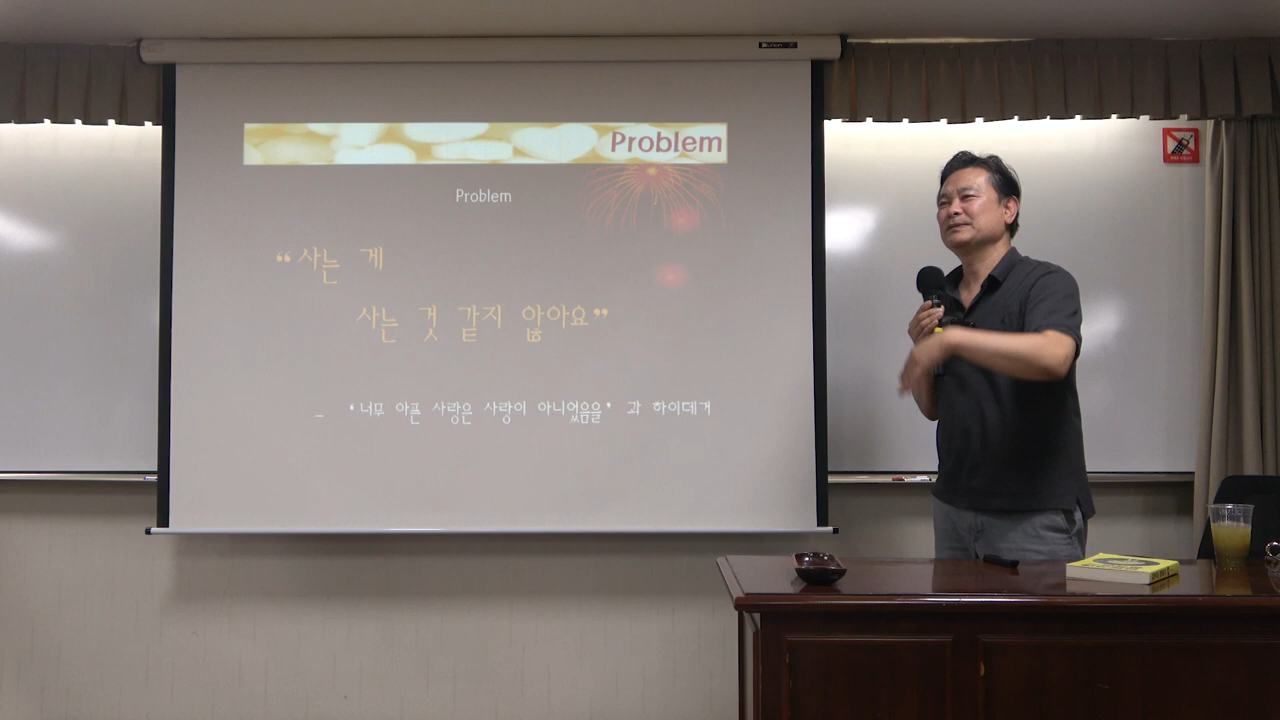 Problem
Problem
“사는 게
사는 것 같지 않아요”
– ‘너무 아픈 사랑은 사랑이 아니었음을’ 과 하이데거